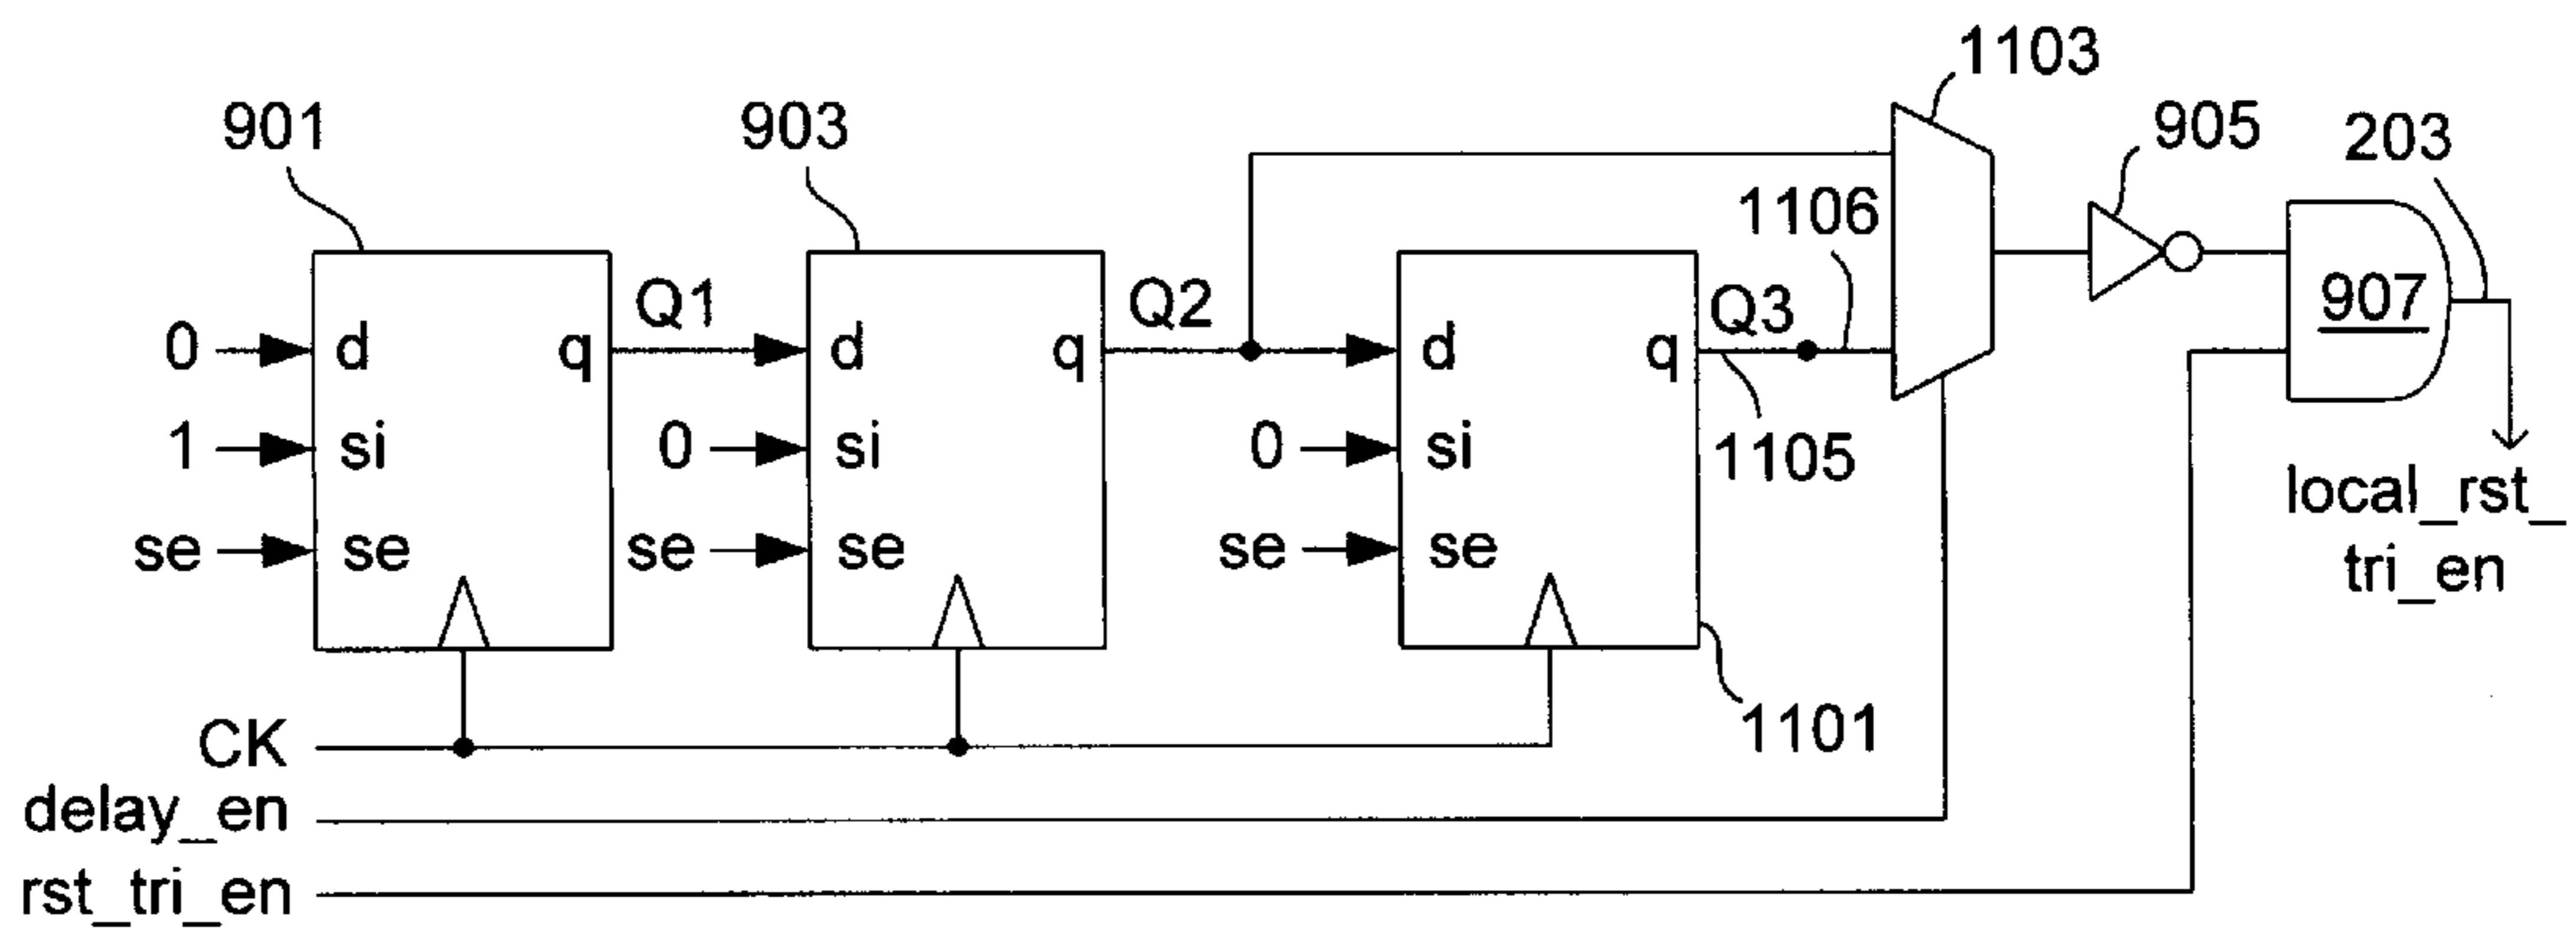 1103
901
903
905
203
1106
Q1
Q2
Q3
907
0
d
q
d
q
d
q
1
si
0
si
0
si
1105
local_rst_
tri_en
se
se
se
se
se
se
1101
CK
delay_en
rst_tri_en